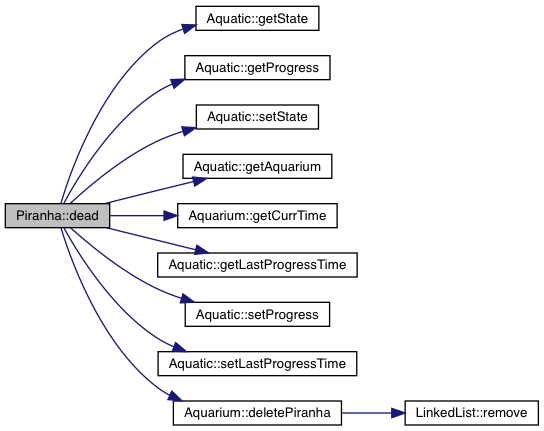 Aquatic::getState
Aquatic::getProgress
Aquatic::setState
Aquatic::getAquarium
Piranha::dead
Aquarium::getCurrTime
Aquatic::getLastProgressTime
Aquatic::setProgress
Aquatic::setLastProgressTime
Aquarium::deletePiranha
LinkedList::remove